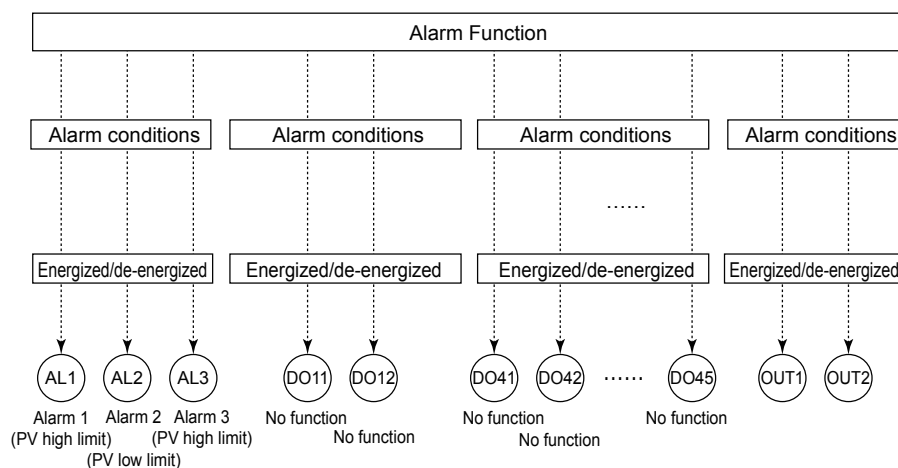 Alarm Function
Alarm conditions
Alarm conditions
Alarm conditions
Alarm conditions
......
Energized/de-energized
Energized/de-energized
Energized/de-energized
Energized/de-energized
AL1
AL2
AL3
DO11
DO12
DO41
DO42
......
DO45
OUT1
OUT2
Alarm 1
(PV high limit)
Alarm 2
(PV low limit)
Alarm 3
(PV high limit)
No function
No function
No function
No function
No function